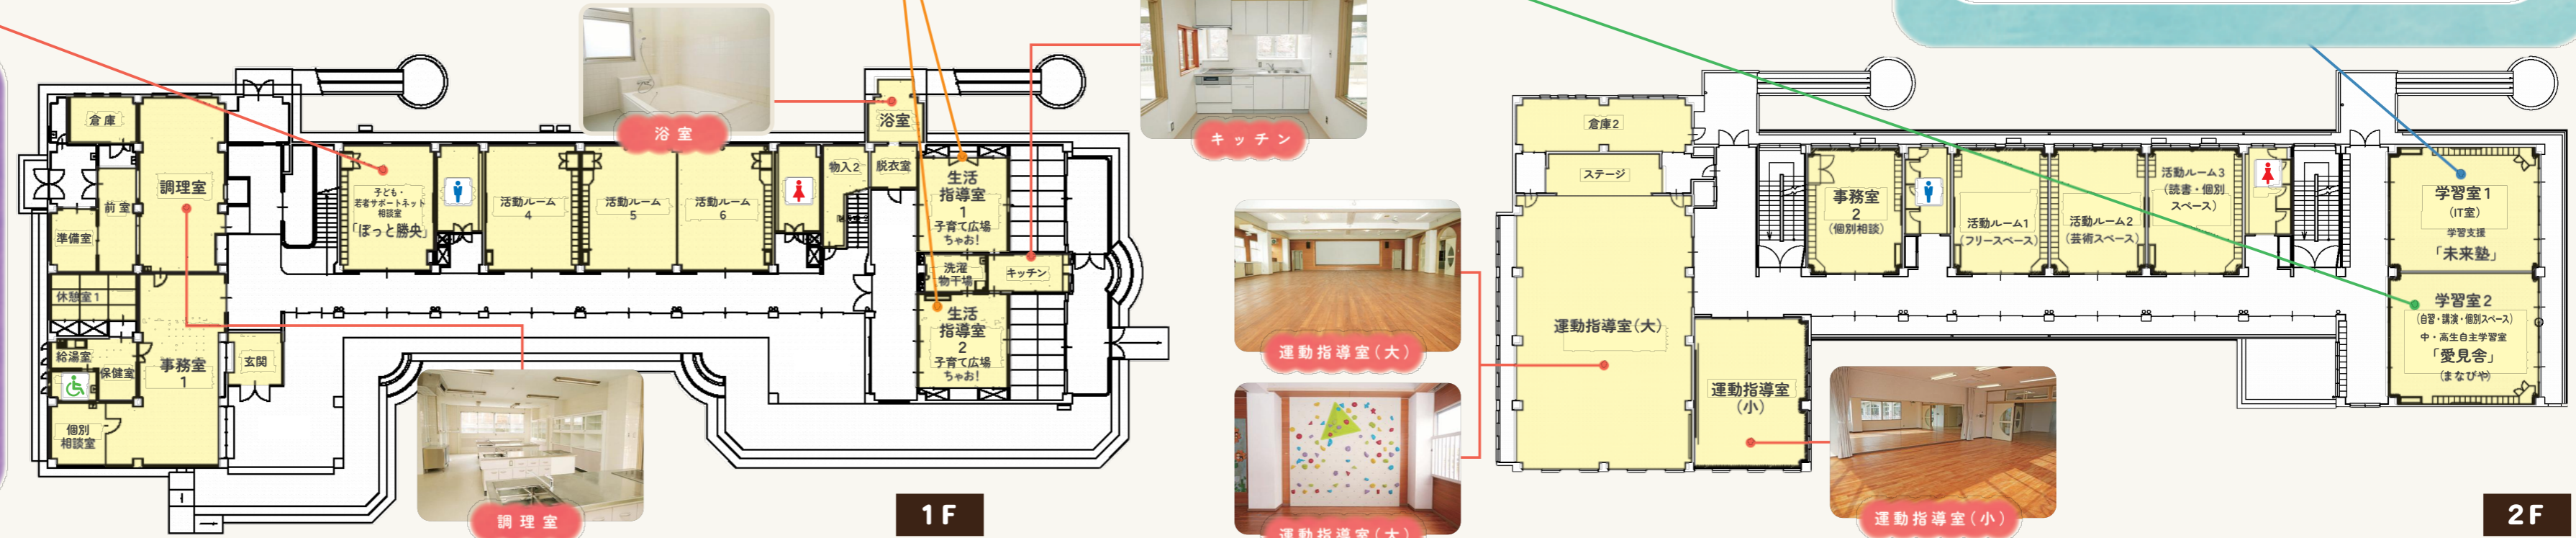 倉庫
調理室
前室
準備室
休憩室1
給湯室
保健室
事務室
1
玄関
個別
相談室
子ども・
若者サポートネット
相談室
「ぽっと勝央」
活動ルーム
4
活動ルーム
5
活動ルーム
6
物入2
浴室
脱衣室
生活
指導室
1
子育て広場
ちゃお!
洗濯
物干場
キッチン
生活
指導室
2
子育て広場
ちゃお!
浴室
キッチン
調理室
1F
運動指導室(大)
運動指導室(大)
倉庫2
ステージ
運動指導室(大)
運動指導室
(小)
事務室
2
(個別相談)
活動ルーム1
(フリースペース)
活動ルーム2
(芸術スペース)
活動ルーム3
(読書・個別
スペース)
学習室1
(IT室)
学習支援
「未来塾」
学習室2
(自習・講演・個別スペース)
中・高生自主学習室
「愛見舎」
(まなびや)
運動指導室(小)
2F